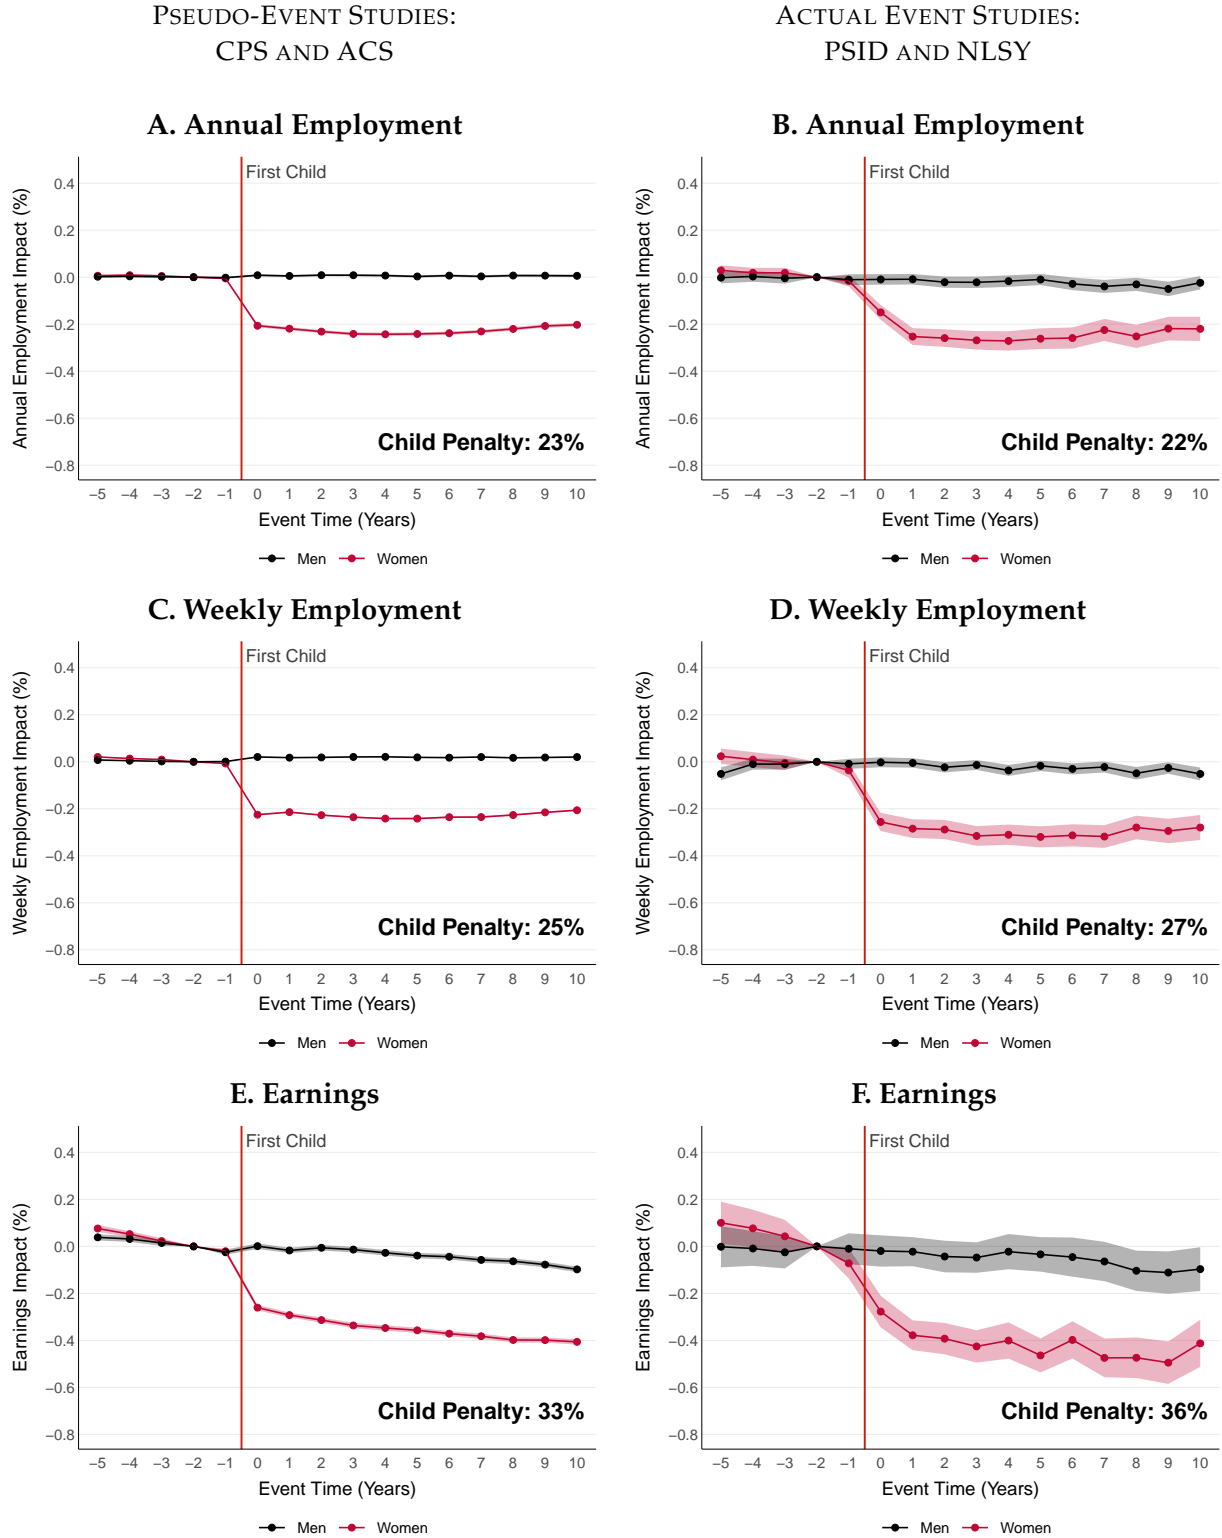 PSEUDO-EVENT STUDIES:
CPS AND ACS
ACTUAL EVENT STUDIES:
PSID AND NLSY
A. Annual Employment
Annual Employment Impact (%)
0.4
0.2
0.0
−0.2
−0.4
−0.6
−0.8
First Child
Child Penalty: 23%
−5 −4 −3 −2 −1 0 1 2 3 4 5 6 7 8 9 10
Event Time (Years)
Men Women
B. Annual Employment
Annual Employment Impact (%)
0.4
0.2
0.0
−0.2
−0.4
−0.6
−0.8
First Child
Child Penalty: 22%
−5 −4 −3 −2 −1 0 1 2 3 4 5 6 7 8 9 10
Event Time (Years)
Men Women
C. Weekly Employment
Weekly Employment Impact (%)
0.4
0.2
0.0
−0.2
−0.4
−0.6
−0.8
First Child
Child Penalty: 25%
−5 −4 −3 −2 −1 0 1 2 3 4 5 6 7 8 9 10
Event Time (Years)
Men Women
D. Weekly Employment
Weekly Employment Impact (%)
0.4
0.2
0.0
−0.2
−0.4
−0.6
−0.8
First Child
Child Penalty: 27%
−5 −4 −3 −2 −1 0 1 2 3 4 5 6 7 8 9 10
Event Time (Years)
Men Women
E. Earnings
Earnings Impact (%)
0.4
0.2
0.0
−0.2
−0.4
−0.6
−0.8
First Child
Child Penalty: 33%
−5 −4 −3 −2 −1 0 1 2 3 4 5 6 7 8 9 10
Event Time (Years)
Men Women
F. Earnings
Earnings Impact (%)
0.4
0.2
0.0
−0.2
−0.4
−0.6
−0.8
First Child
Child Penalty: 36%
−5 −4 −3 −2 −1 0 1 2 3 4 5 6 7 8 9 10
Event Time (Years)
Men Women